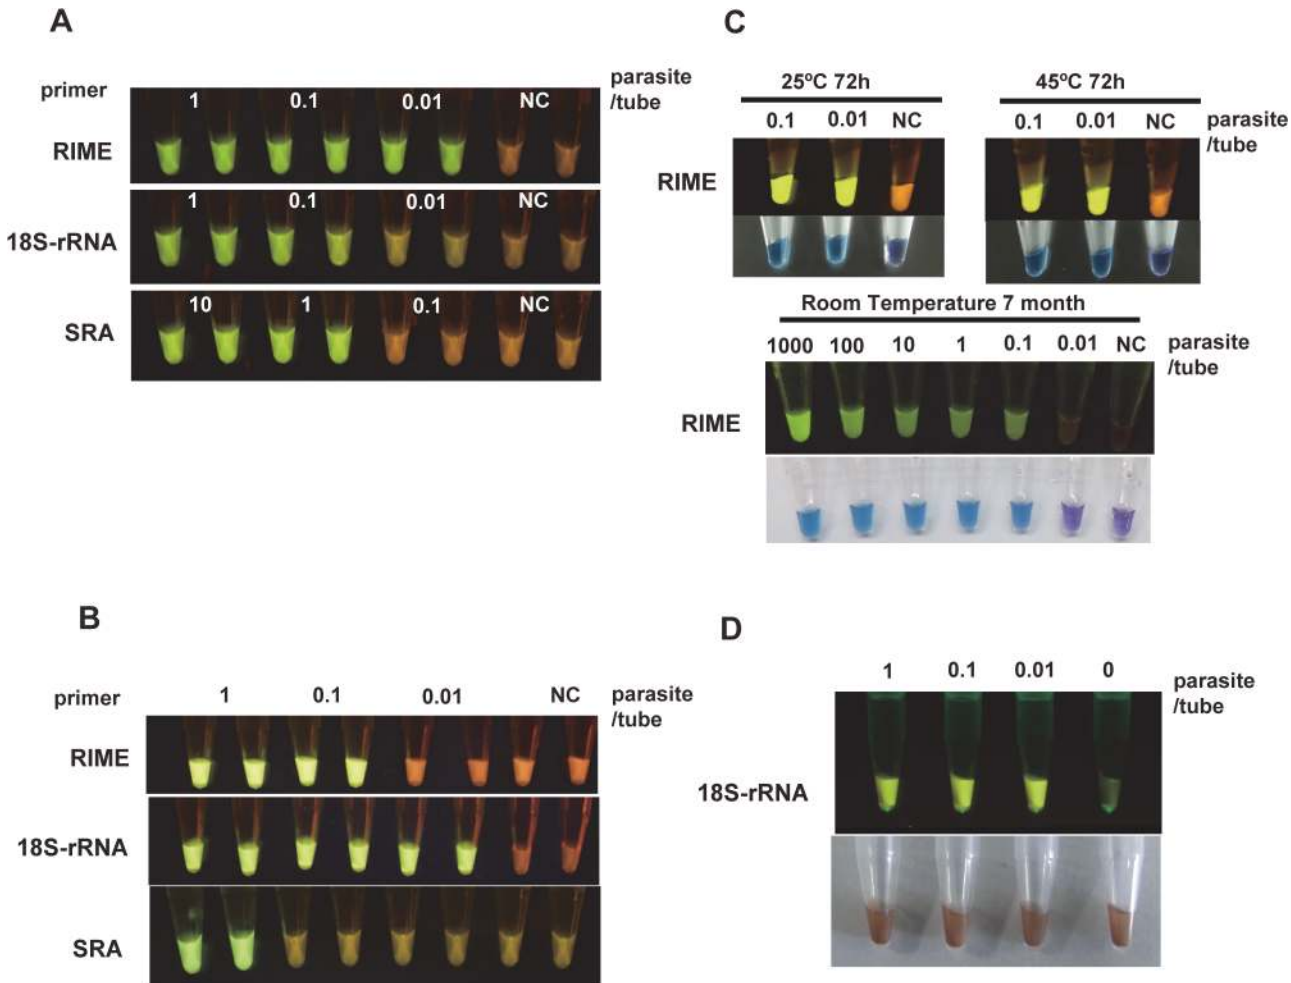 A
primer
parasite
/tube
1 0.1 0.01 NC
RIME
1 0.1 0.01 NC
18S-rRNA
10 1 0.1 NC
SRA
B
primer
1 0.1 0.01 NC
parasite
/tube
RIME
18S-rRNA
SRA
C
25ºC 72h
45ºC 72h
0.1 0.01 NC
0.1 0.01 NC
parasite
/tube
RIME
Room Temperature 7 month
1000 100 10 1 0.1 0.01 NC
parasite
/tube
RIME
D
1 0.1 0.01 0
parasite
/tube
18S-rRNA